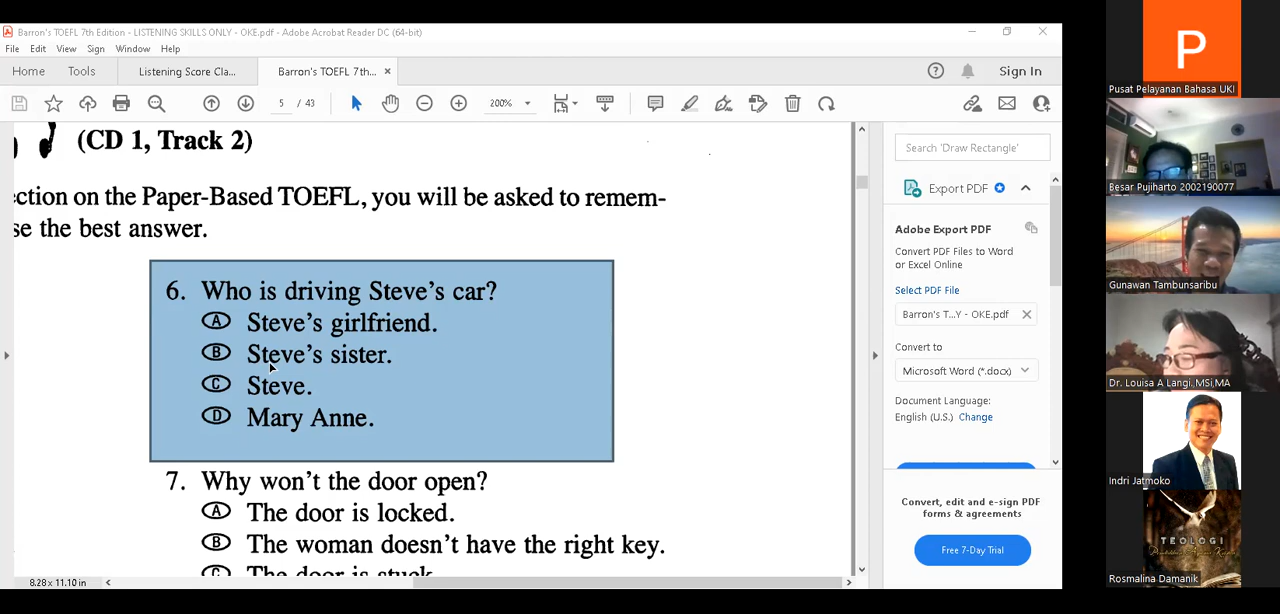 Barron's TOEFL 7th Edition - LISTENING SKILLS ONLY - OKE.pdf - Adobe Acrobat Reader DC (64-bit)
File Edit View Sign Window Help
Home Tools Listening Score Cla... Barron's TOEFL 7th... × Sign In
5 / 43 200%
(CD 1, Track 2)
ection on the Paper-Based TOEFL, you will be asked to remem-
se the best answer.
6. Who is driving Steve's car?
A Steve's girlfriend.
B Steve's sister.
C Steve.
D Mary Anne.
7. Why won't the door open?
A The door is locked.
B The woman doesn't have the right key.
C The door is stuck.
8.28 x 11.10 in
Search 'Draw Rectangle'
Export PDF
Adobe Export PDF
Convert PDF Files to Word
or Excel Online
Select PDF File
Barron's T...Y - OKE.pdf
Convert to
Microsoft Word (*.docx)
Document Language:
English (U.S.) Change
Convert, edit and e-sign PDF
forms & agreements
Free 7-Day Trial
P
Pusat Pelayanan Bahasa UKI
Besar Pujiharto 2002190077
Gunawan Tambunsaribu
Dr. Louisa A Langi, MSi,MA
Indri Jatmoko
TEOLOGI
Rosmalina Damanik